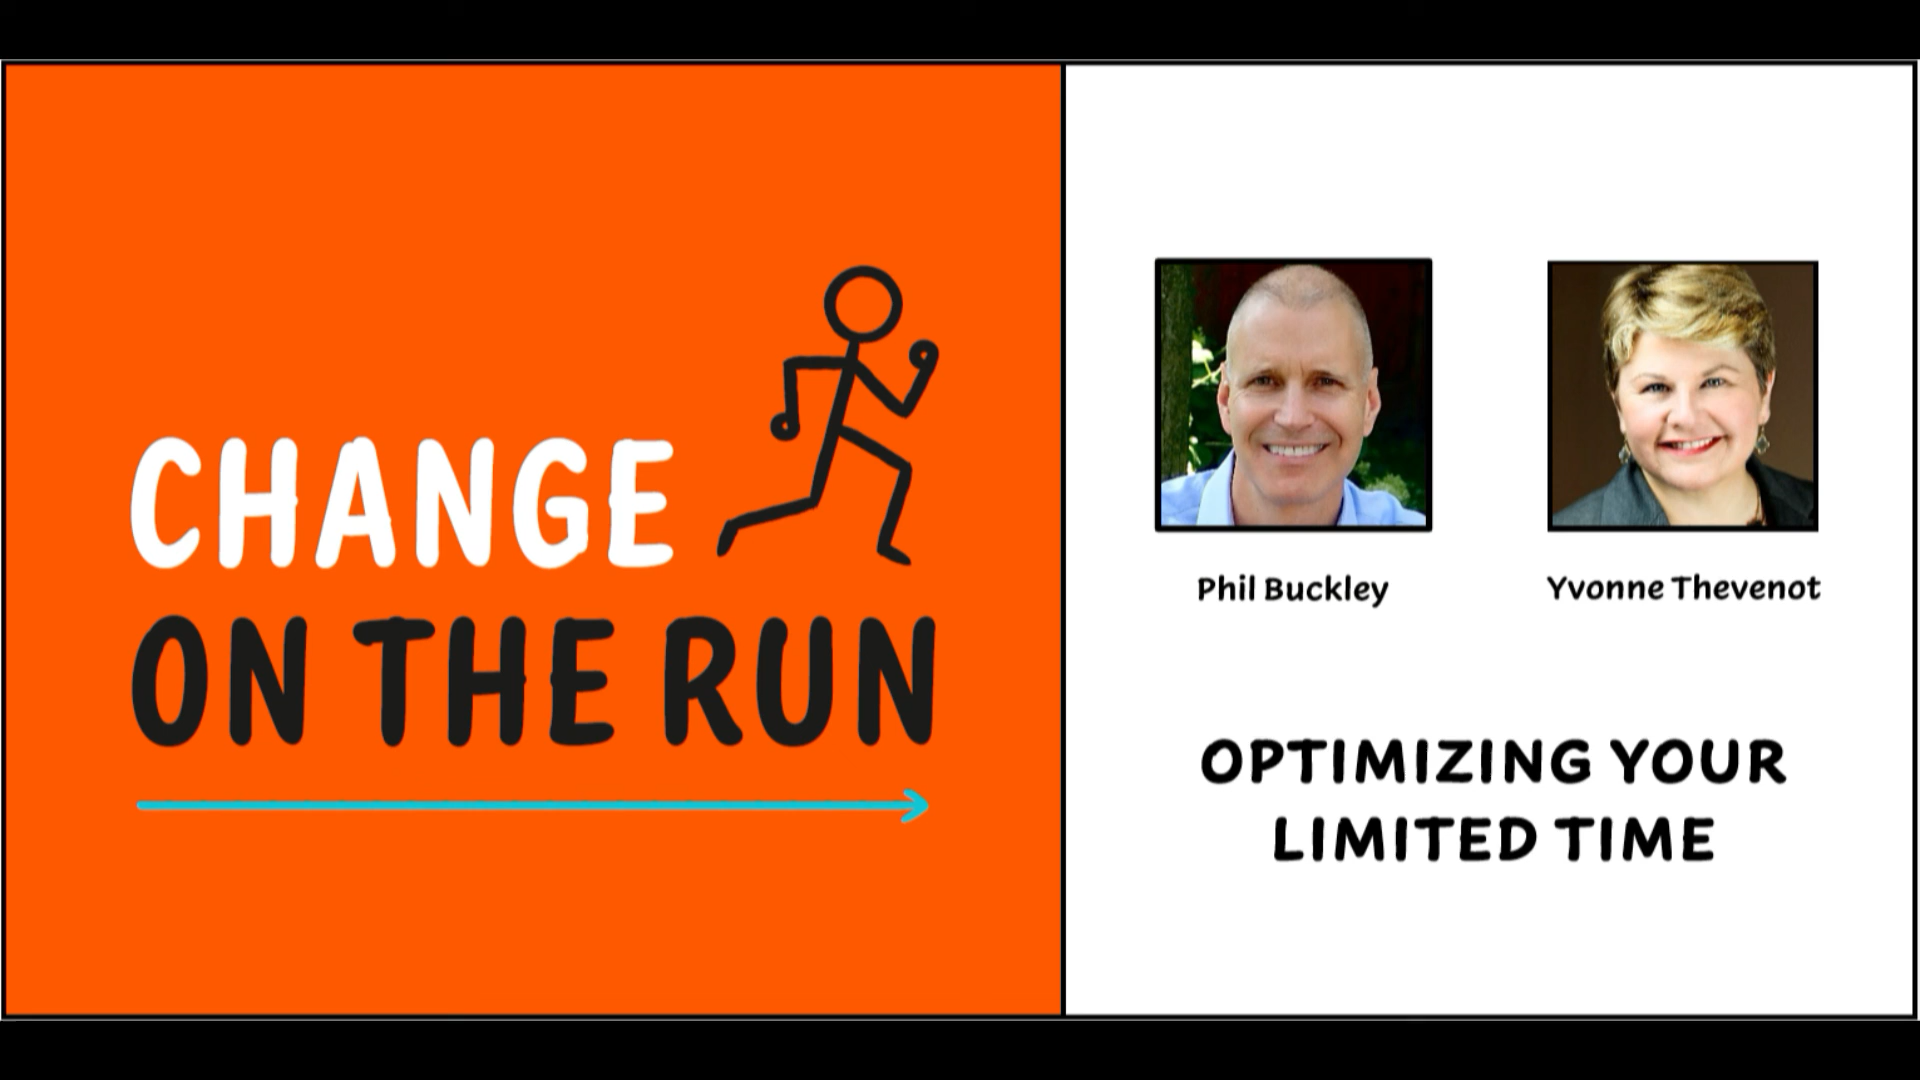 CHANGE
ON THE RUN
Phil Buckley
Yvonne Thevenot
OPTIMIZING YOUR
LIMITED TIME